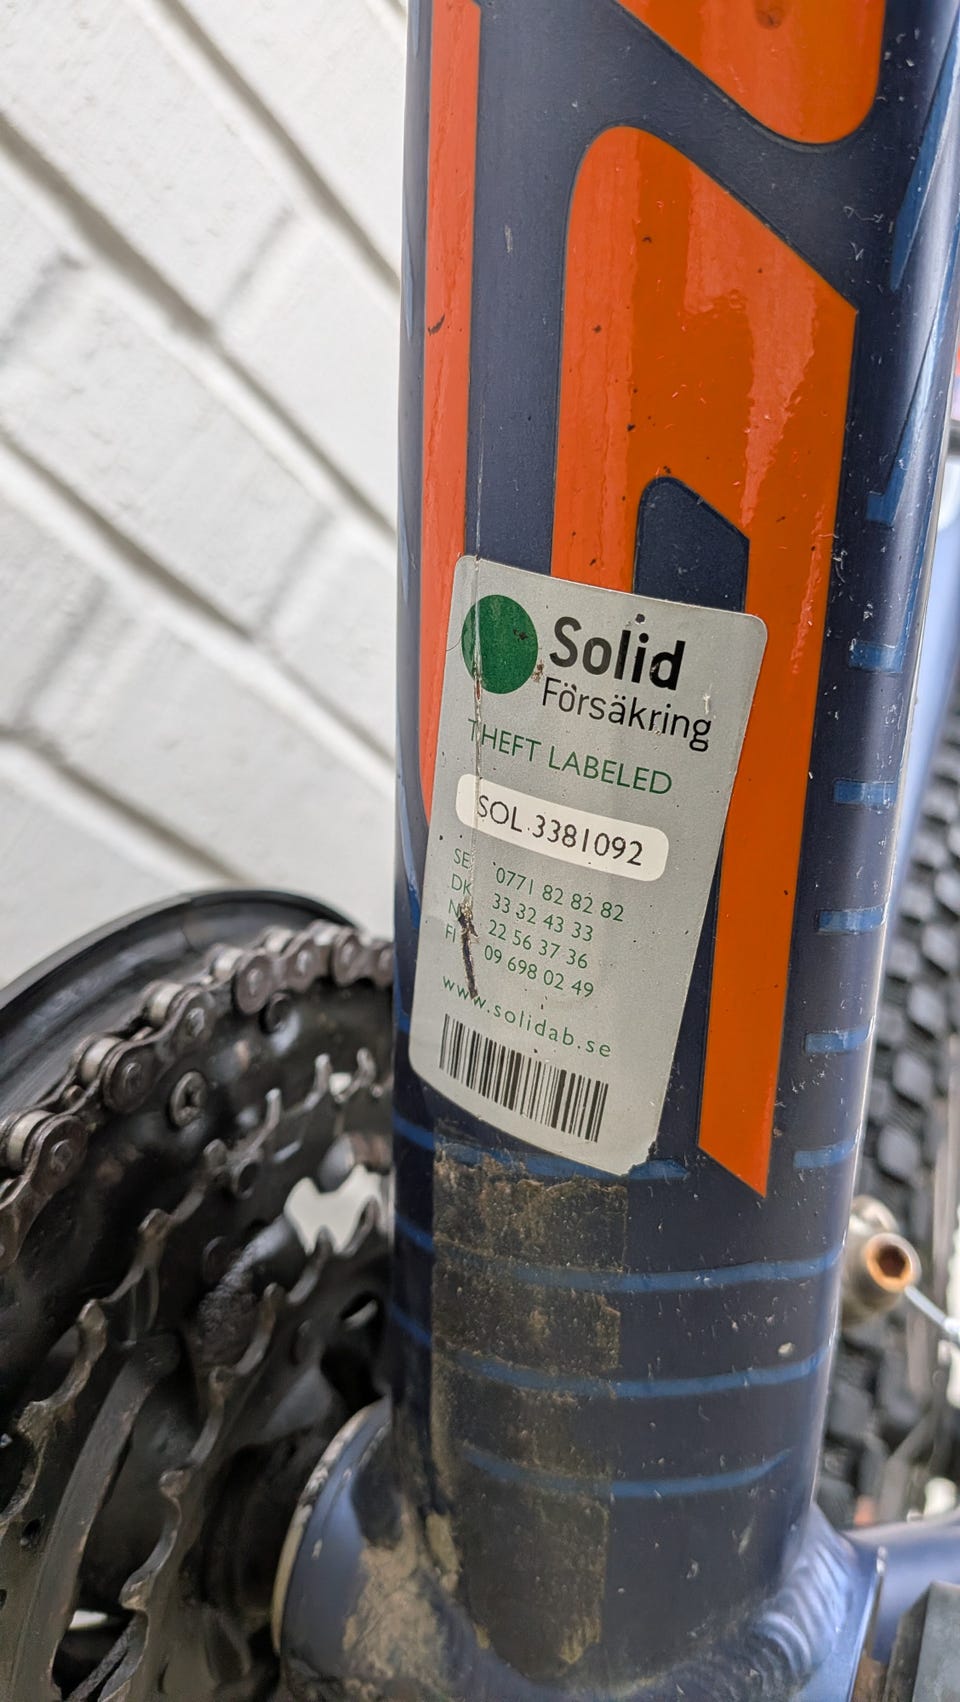 Solid
Försäkring
THEFT LABELED
SOL 3381092
SE 0771 82 82 82
DK 33 32 43 33
22 56 37 36
FI 09 698 02 49
www.solidab.se